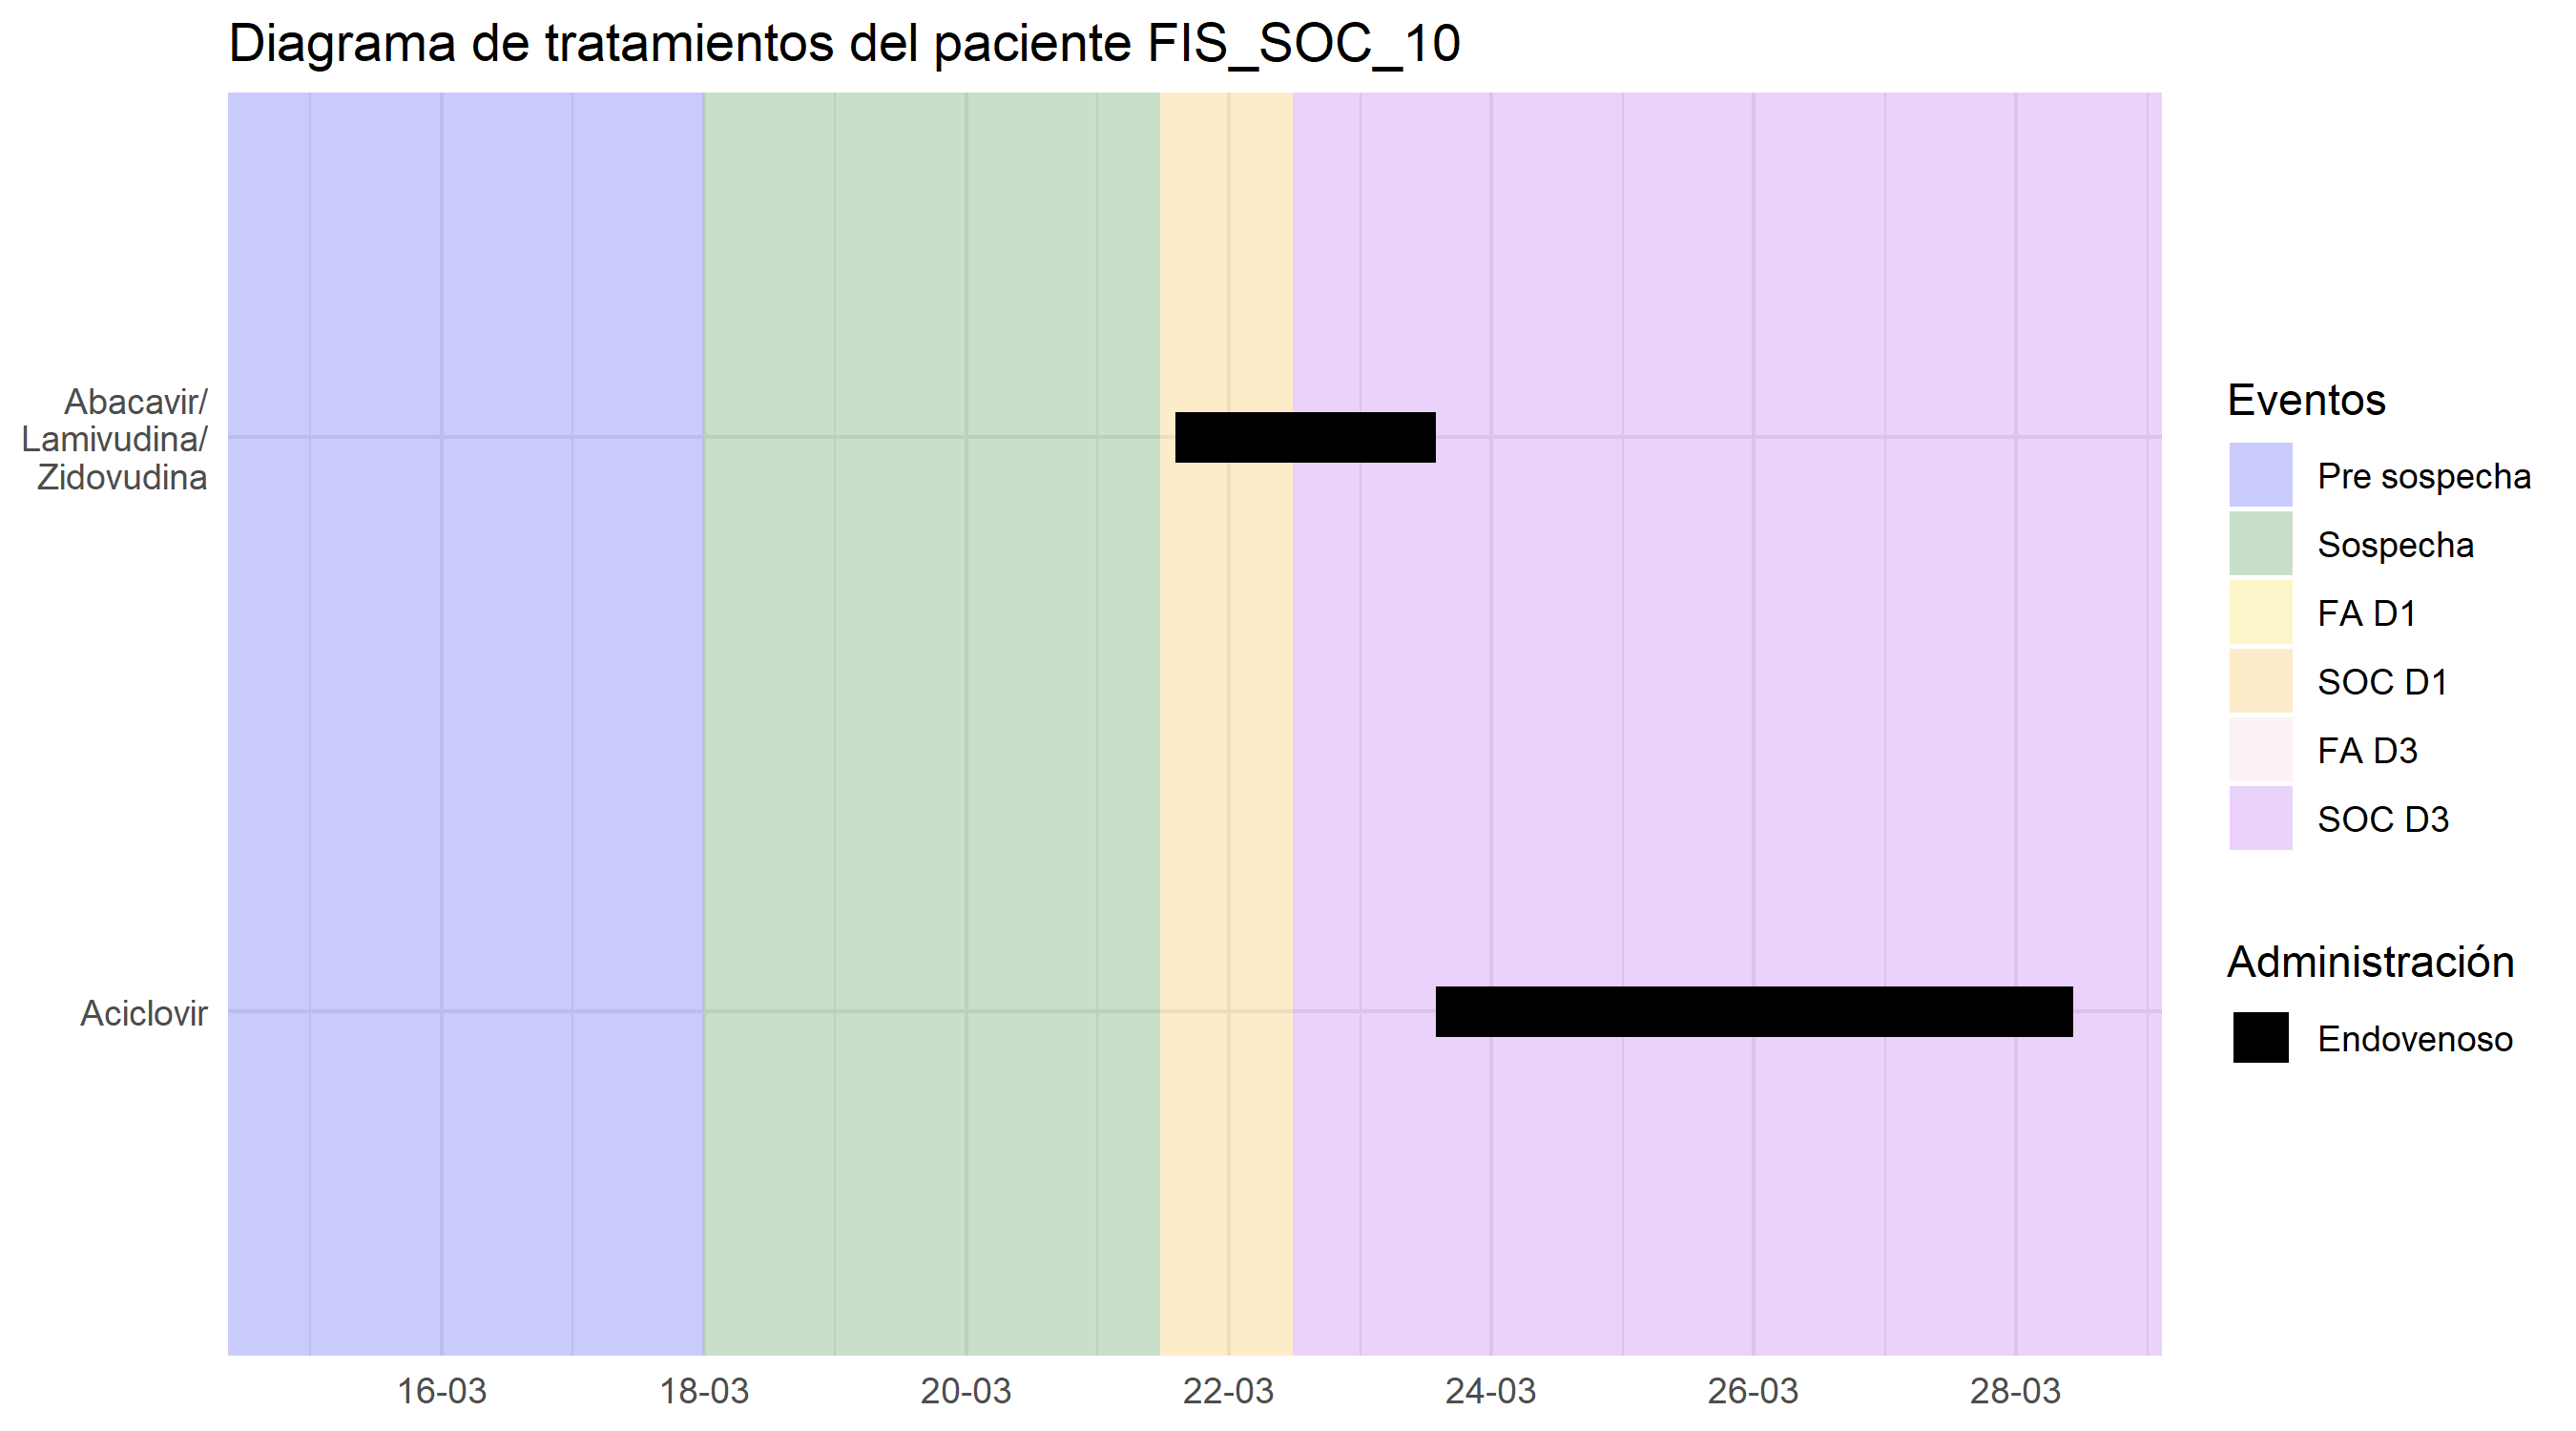 Diagrama de tratamientos del paciente FIS_SOC_10
Abacavir/
Lamivudina/
Zidovudina
Aciclovir
16-03
18-03
20-03
22-03
24-03
26-03
28-03
Eventos
Pre sospecha
Sospecha
FA D1
SOC D1
FA D3
SOC D3
Administración
Endovenoso